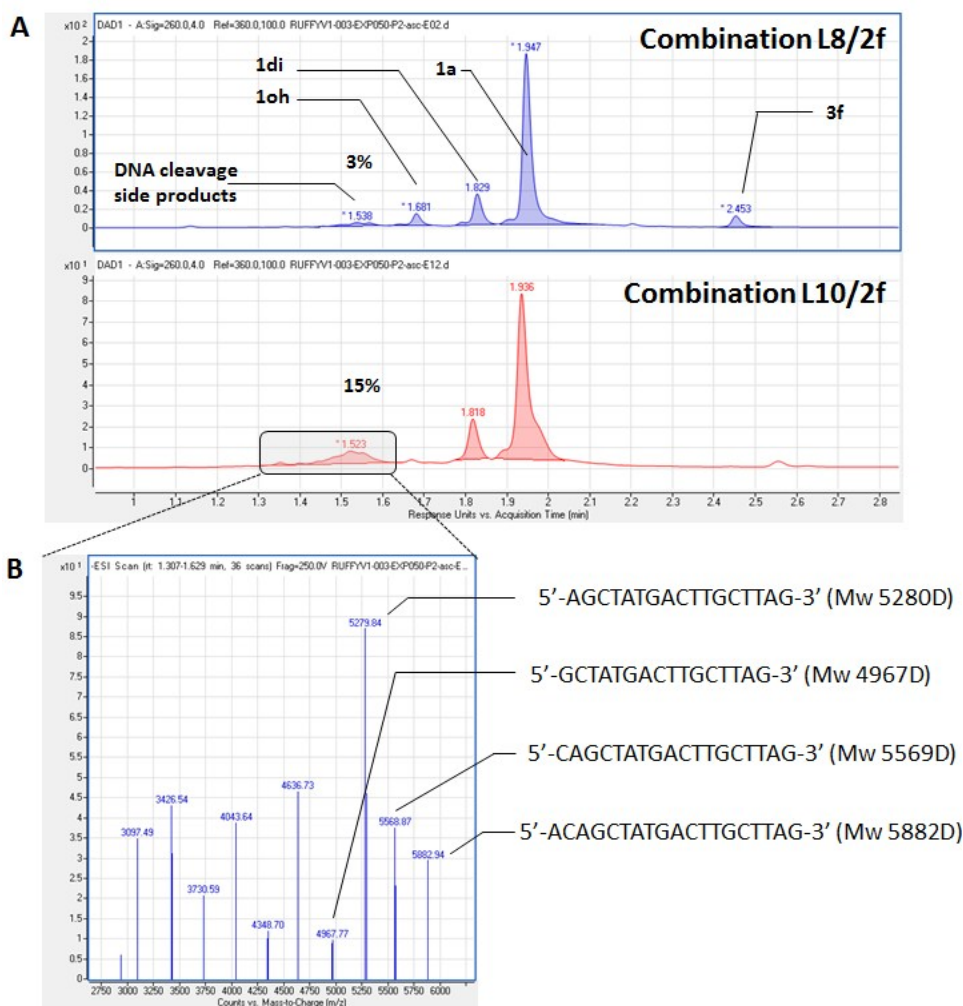 A
x10 2
DAD1 - A:Sig=260.0,4.0 Ref=360.0,100.0 RUFFYV1-003-EXP050-P2-asc-E02.d
Combination L8/2f
2
1.8
1.6
1.4
1.2
1
0.8
0.6
0.4
0.2
0
1di
1oh
1a
3f
3%
DNA cleavage
side products
* 1.538
* 1.681
1.829
* 1.947
* 2.453
x10 1
DAD1 - A:Sig=260.0,4.0 Ref=360.0,100.0 RUFFYV1-003-EXP050-P2-asc-E12.d
Combination L10/2f
9
8
7
6
5
4
3
2
1
0
15%
* 1.523
1.818
1.936
1 1.1 1.2 1.3 1.4 1.5 1.6 1.7 1.8 1.9 2 2.1 2.2 2.3 2.4 2.5 2.6 2.7 2.8
Response Units vs. Acquisition Time (min)
B
x10 1
-ESI Scan (rt: 1.307-1.629 min, 36 scans) Frag=250.0V RUFFYV1-003-EXP050-P2-asc-E...
9.5
9
8.5
8
7.5
7
6.5
6
5.5
5
4.5
4
3.5
3
2.5
2
1.5
1
0.5
0
3097.49
3426.54
3730.59
4043.64
4348.70
4636.73
4967.77
5279.84
5568.87
5882.94
2750 3000 3250 3500 3750 4000 4250 4500 4750 5000 5250 5500 5750 6000
Counts vs. Mass-to-Charge (m/z)
5’-AGCTATGACTTGCTTAG-3’ (Mw 5280D)
5’-GCTATGACTTGCTTAG-3’ (Mw 4967D)
5’-CAGCTATGACTTGCTTAG-3’ (Mw 5569D)
5’-ACAGCTATGACTTGCTTAG-3’ (Mw 5882D)